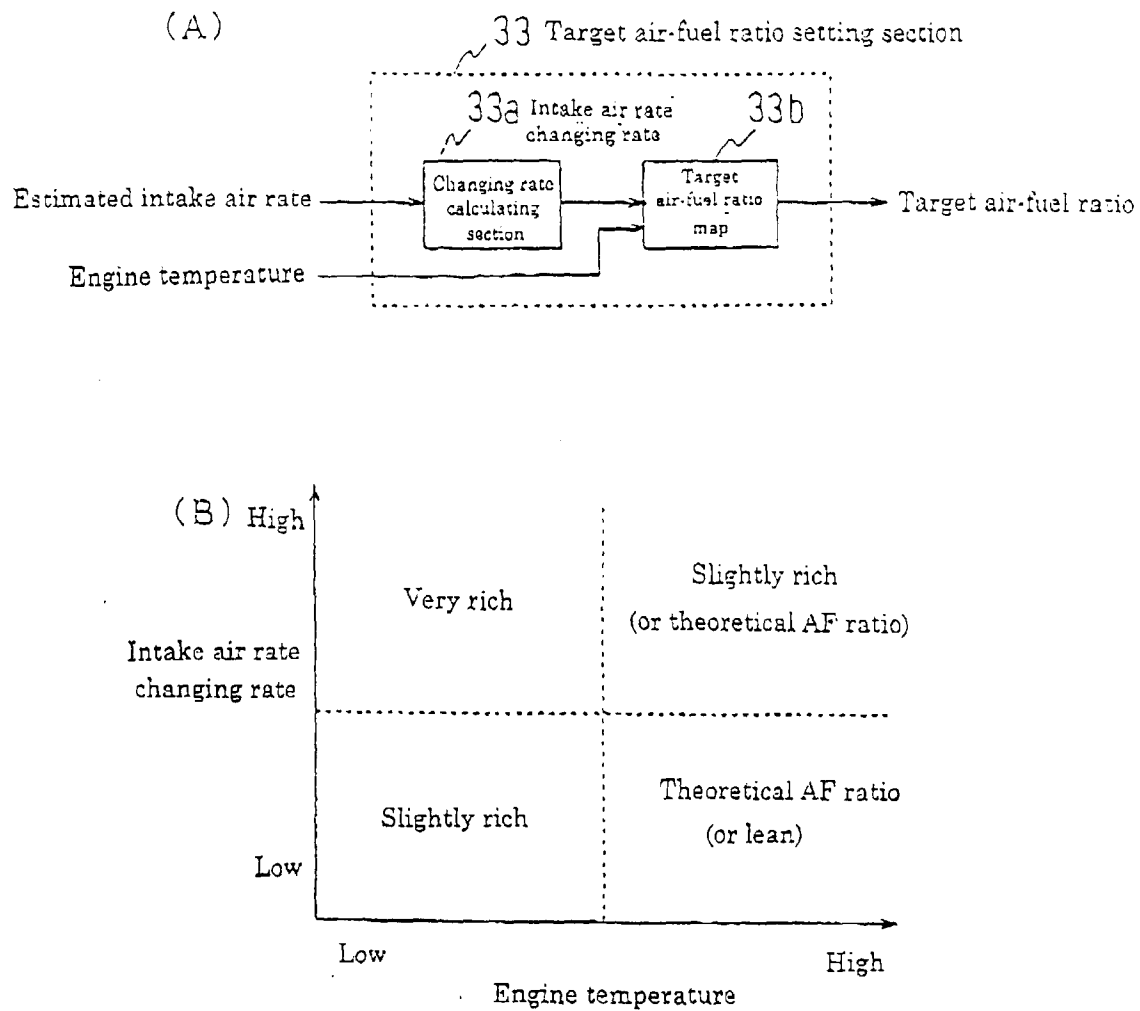 (A)
33 Target air-fuel ratio setting section
33a Intake air rate
changing rate
33b
Estimated intake air rate
Changing rate
calculating
section
Target
air-fuel ratio
map
Target air-fuel ratio
Engine temperature
(B) High
Very rich
Slightly rich
(or theoretical AF ratio)
Intake air rate
changing rate
Slightly rich
Theoretical AF ratio
(or lean)
Low
Low
High
Engine temperature